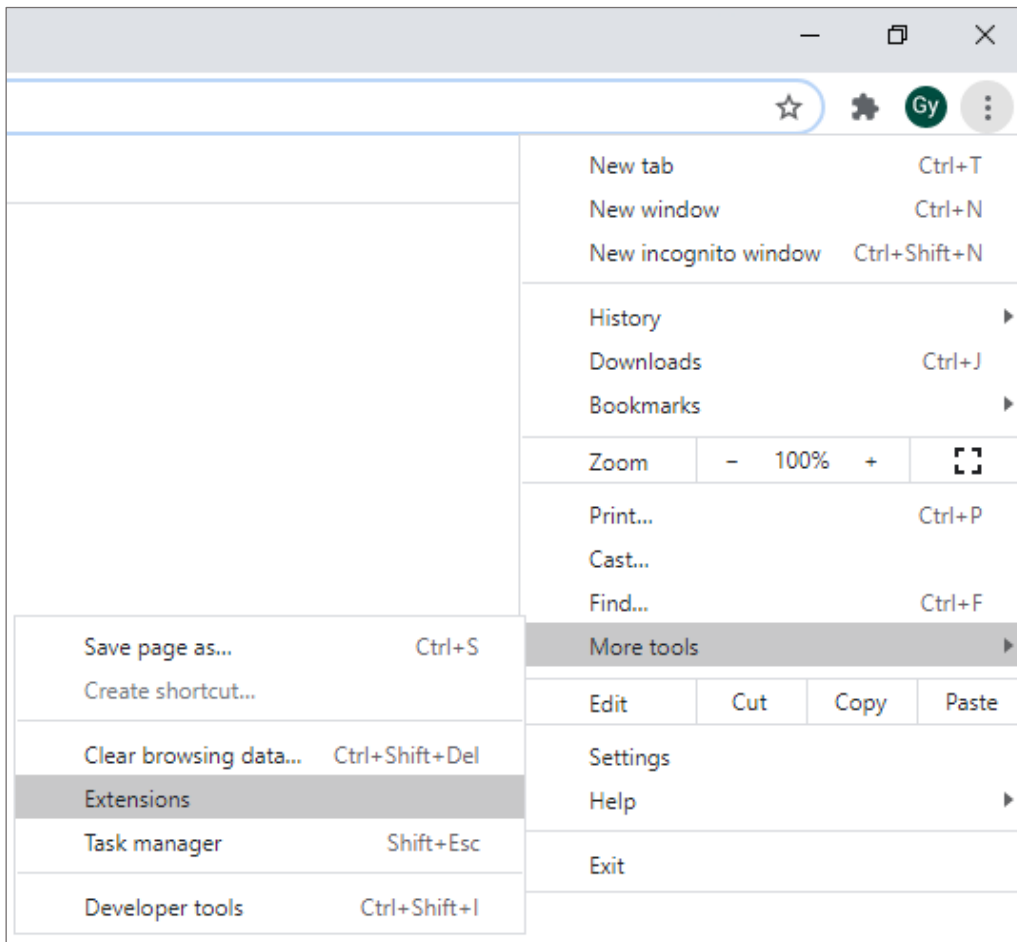 Gy
New tab Ctrl+T
New window Ctrl+N
New incognito window Ctrl+Shift+N
History
Downloads Ctrl+J
Bookmarks
Zoom - 100% +
Print... Ctrl+P
Cast...
Find... Ctrl+F
More tools
Edit Cut Copy Paste
Settings
Help
Exit
Save page as... Ctrl+S
Create shortcut...
Clear browsing data... Ctrl+Shift+Del
Extensions
Task manager Shift+Esc
Developer tools Ctrl+Shift+I